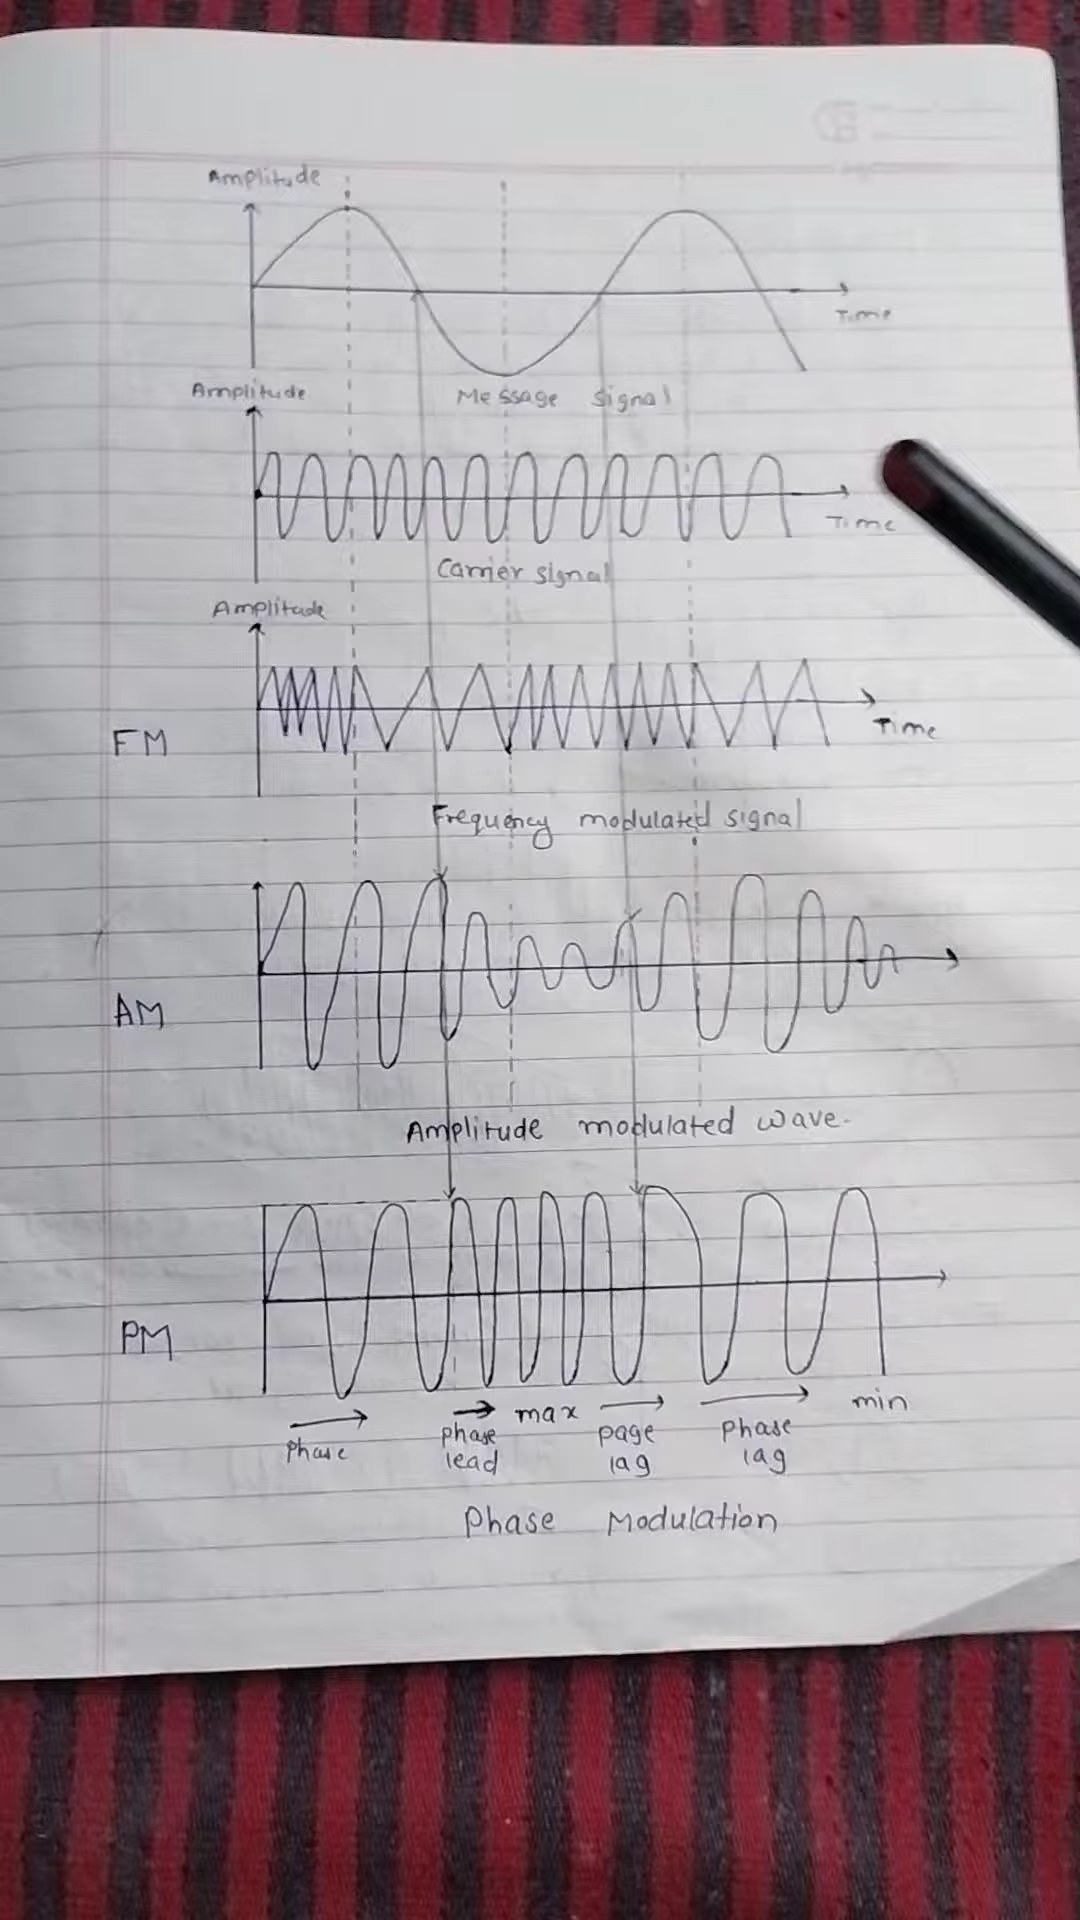 Amplitude
Time
Message signal
Amplitude
Time
Carrier signal
Amplitude
Time
FM
Frequency modulated signal
AM
Amplitude modulated wave.
PM
phase
phase lead
max
page lag
phase lag
min
Phase Modulation